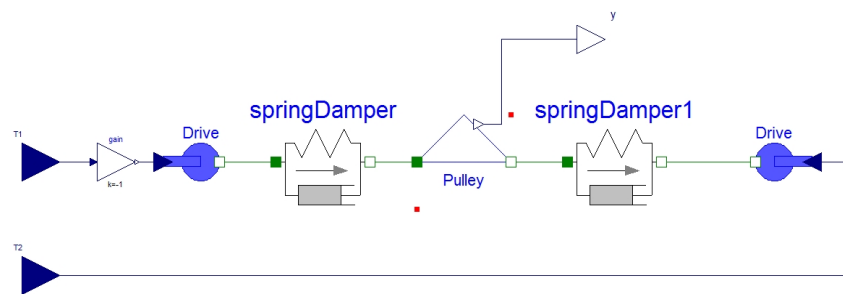 y
springDamper
springDamper1
T1
gain
Drive
Drive
k=-1
Pulley
T2